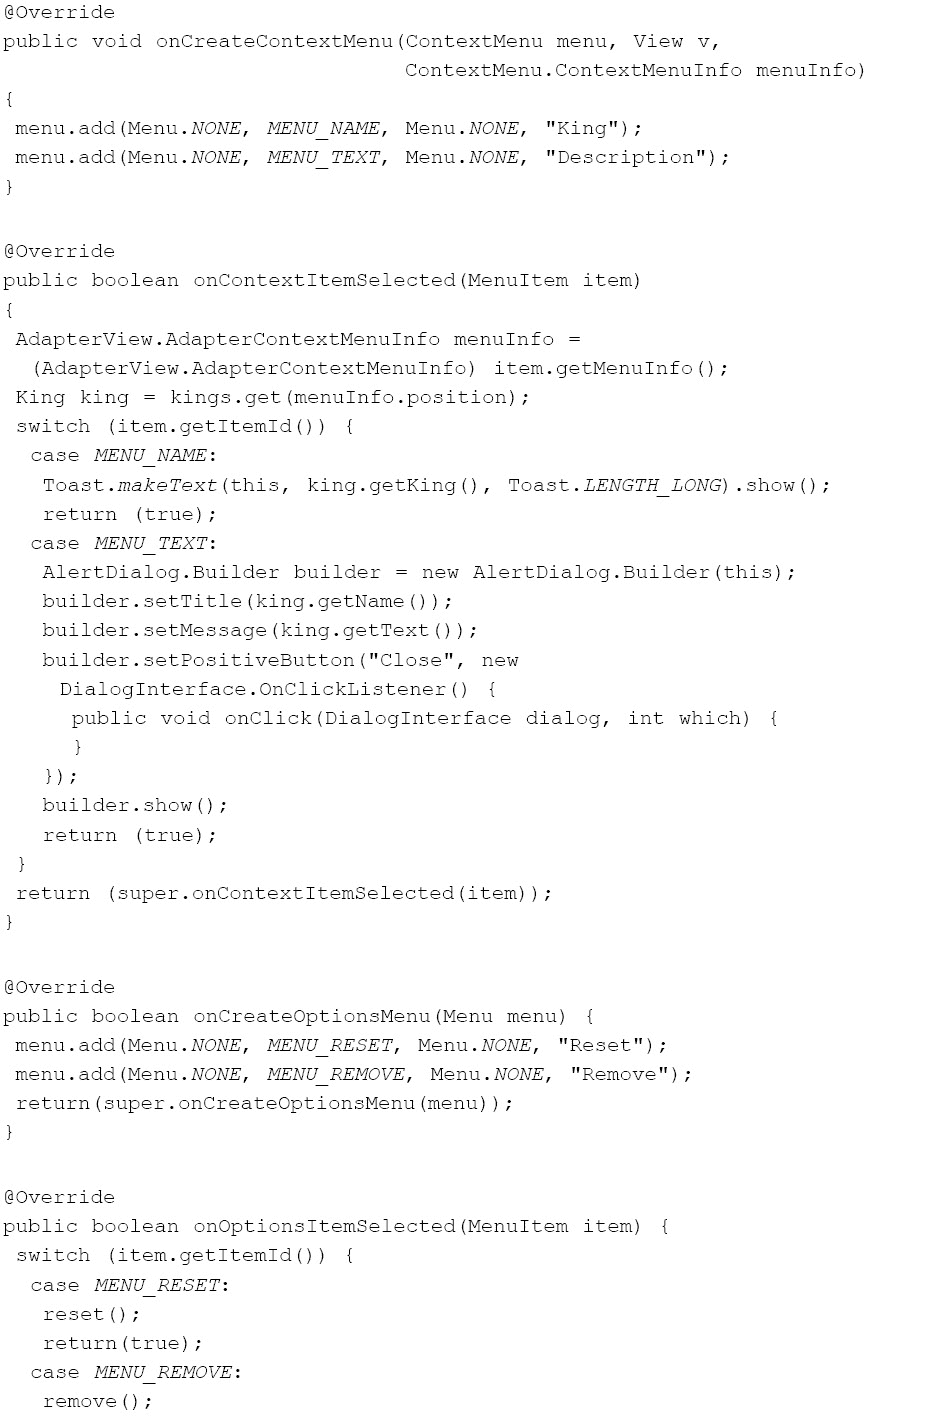 @Override
public void onCreateContextMenu(ContextMenu menu, View v,
                                ContextMenu.ContextMenuInfo menuInfo)
{
 menu.add(Menu.NONE, MENU_NAME, Menu.NONE, "King");
 menu.add(Menu.NONE, MENU_TEXT, Menu.NONE, "Description");
}

@Override
public boolean onContextItemSelected(MenuItem item)
{
 AdapterView.AdapterContextMenuInfo menuInfo =
  (AdapterView.AdapterContextMenuInfo) item.getMenuInfo();
 King king = kings.get(menuInfo.position);
 switch (item.getItemId()) {
  case MENU_NAME:
   Toast.makeText(this, king.getKing(), Toast.LENGTH_LONG).show();
   return (true);
  case MENU_TEXT:
   AlertDialog.Builder builder = new AlertDialog.Builder(this);
   builder.setTitle(king.getName());
   builder.setMessage(king.getText());
   builder.setPositiveButton("Close", new
    DialogInterface.OnClickListener() {
     public void onClick(DialogInterface dialog, int which) {
     }
   });
   builder.show();
   return (true);
 }
 return (super.onContextItemSelected(item));
}

@Override
public boolean onCreateOptionsMenu(Menu menu) {
 menu.add(Menu.NONE, MENU_RESET, Menu.NONE, "Reset");
 menu.add(Menu.NONE, MENU_REMOVE, Menu.NONE, "Remove");
 return(super.onCreateOptionsMenu(menu));
}

@Override
public boolean onOptionsItemSelected(MenuItem item) {
 switch (item.getItemId()) {
  case MENU_RESET:
   reset();
   return(true);
  case MENU_REMOVE:
   remove();